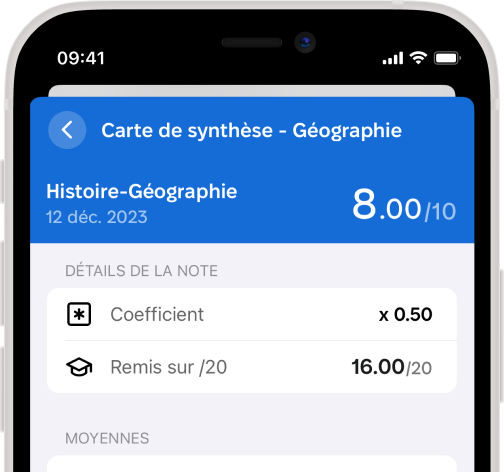 09:41
Carte de synthèse - Géographie
Histoire-Géographie
12 déc. 2023
8.00/10
DÉTAILS DE LA NOTE
Coefficient x 0.50
Remis sur /20 16.00/20
MOYENNES